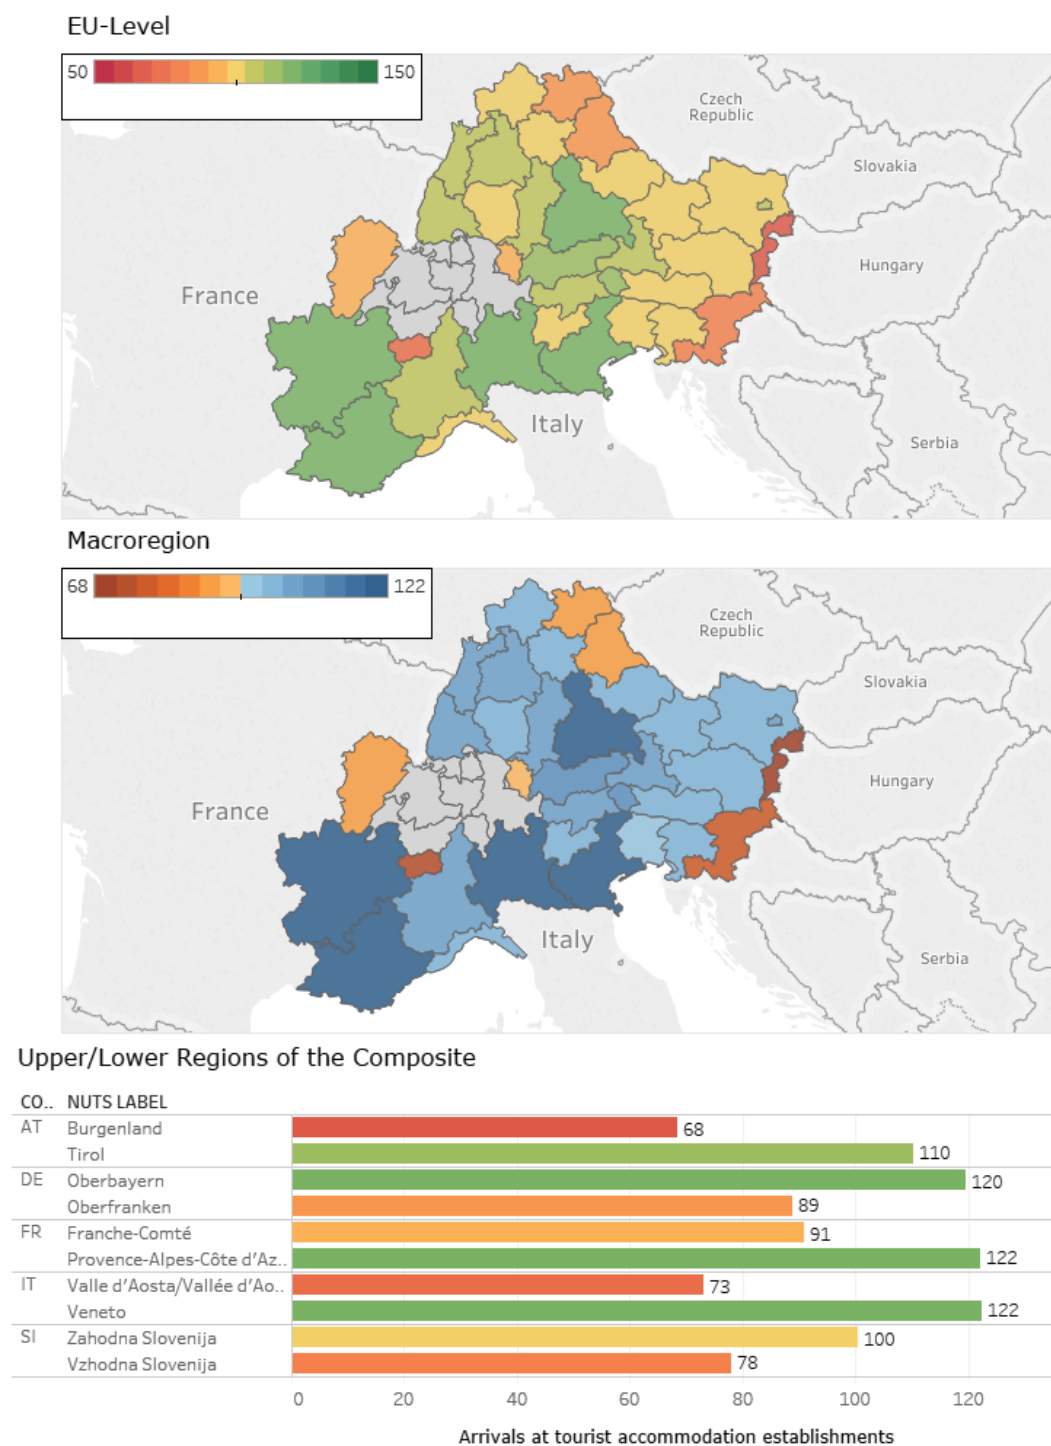 EU-Level
50 150
Czech
Republic
Slovakia
Hungary
France
Italy
Serbia
Macroregion
68 122
Czech
Republic
Slovakia
Hungary
France
Italy
Serbia
Upper/Lower Regions of the Composite
CO.. NUTS LABEL
AT Burgenland 68
Tirol 110
DE Oberbayern 120
Oberfranken 89
FR Franche-Comté 91
Provence-Alpes-Côte d'Az.. 122
IT Valle d'Aosta/Vallée d'Ao.. 73
Veneto 122
SI Zahodna Slovenija 100
Vzhodna Slovenija 78
0 20 40 60 80 100 120
Arrivals at tourist accommodation establishments